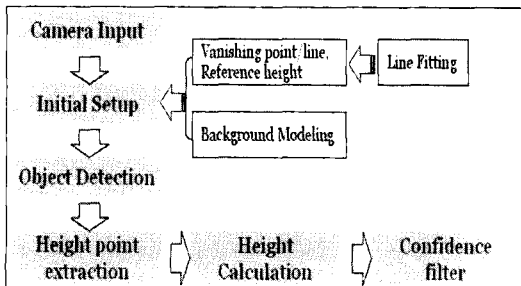 Camera Input
Vanishing point/line,
Reference height
Line Fitting
Initial Setup
Background Modeling
Object Detection
Height point
extraction
Height
Calculation
Confidence
filter